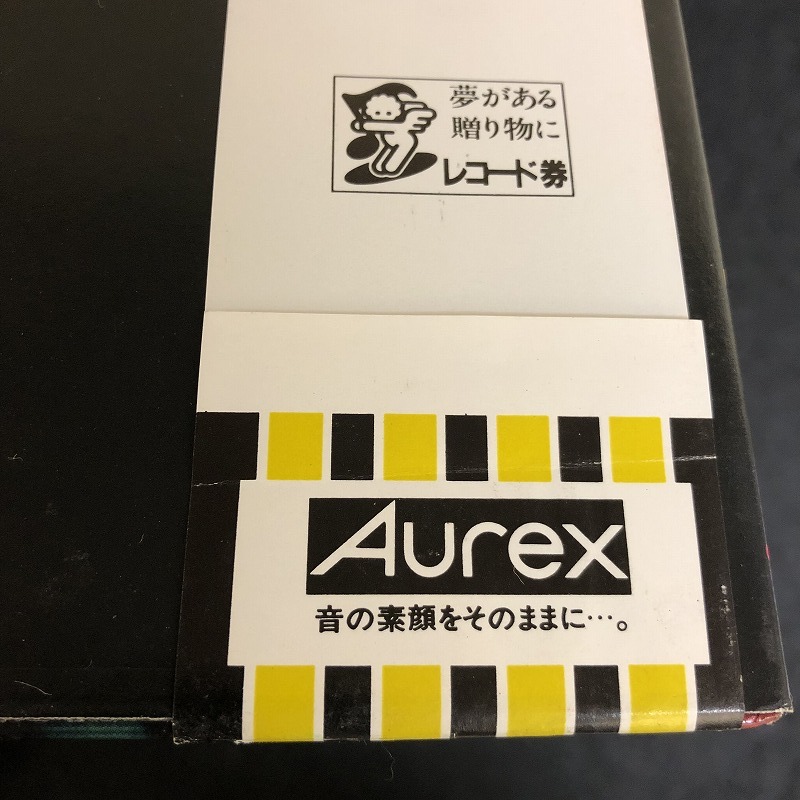 夢がある
贈り物に
レコード券
Aurex
音の素顔をそのままに…。